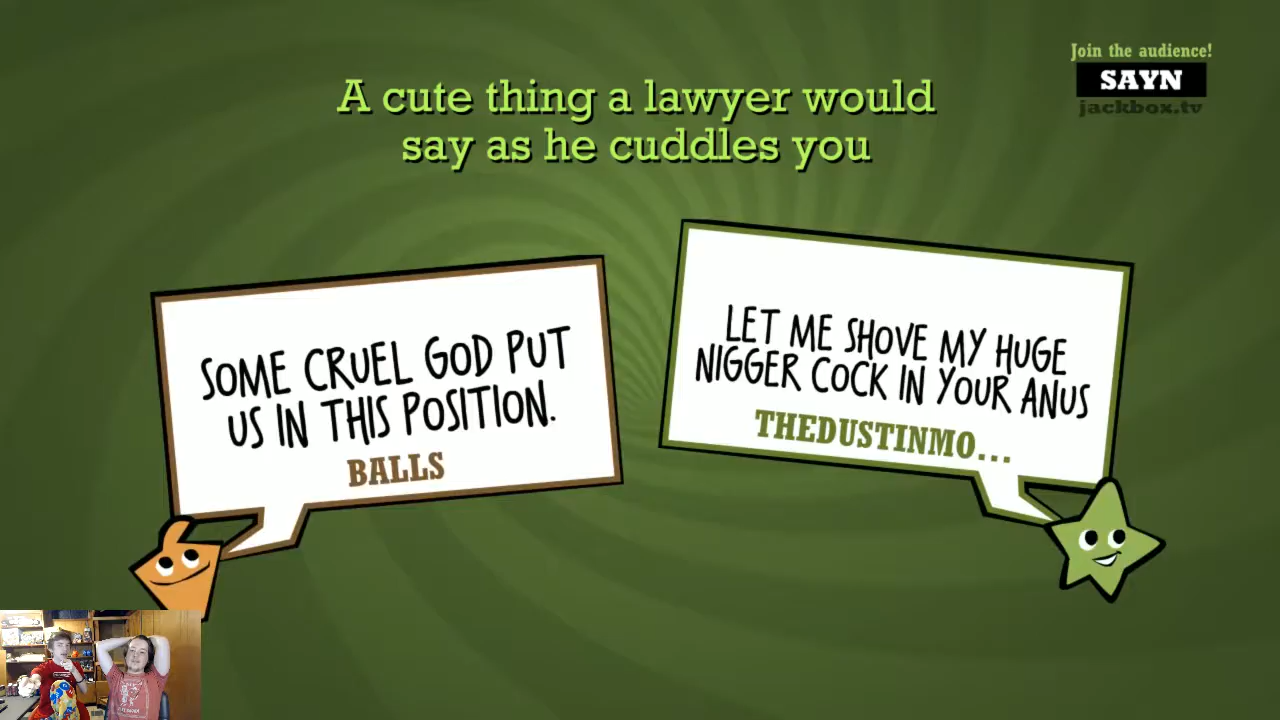 Join the audience!
SAYN
jackbox.tv
A cute thing a lawyer would
say as he cuddles you
SOME CRUEL GOD PUT
US IN THIS POSITION.
BALLS
LET ME SHOVE MY HUGE
NIGGER COCK IN YOUR ANUS
THEDUSTINMO...